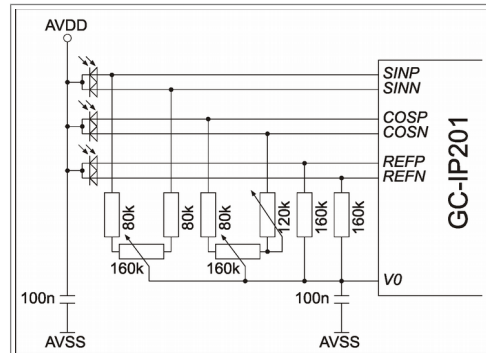 AVDD
SINP
SINN
COSP
COSN
REFP
REFN
GC-IP201
80k
80k
80k
120k
160k
160k
160k
160k
V0
100n
100n
AVSS
AVSS